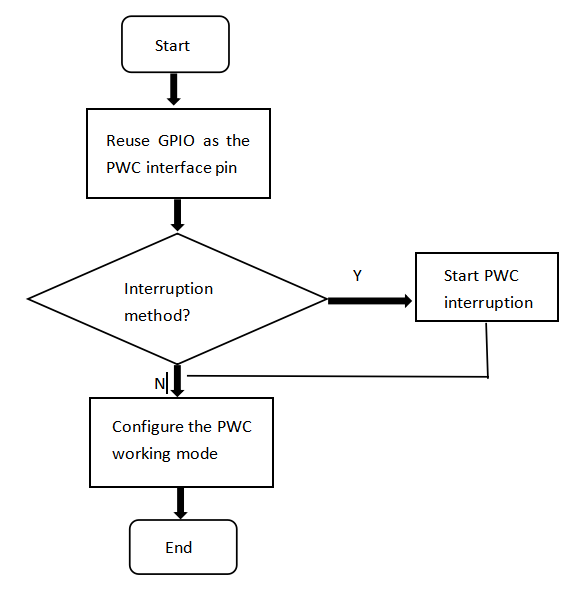 Start
Reuse GPIO as the
PWC interface pin
Interruption
method?
Y
Start PWC
interruption
N
Configure the PWC
working mode
End